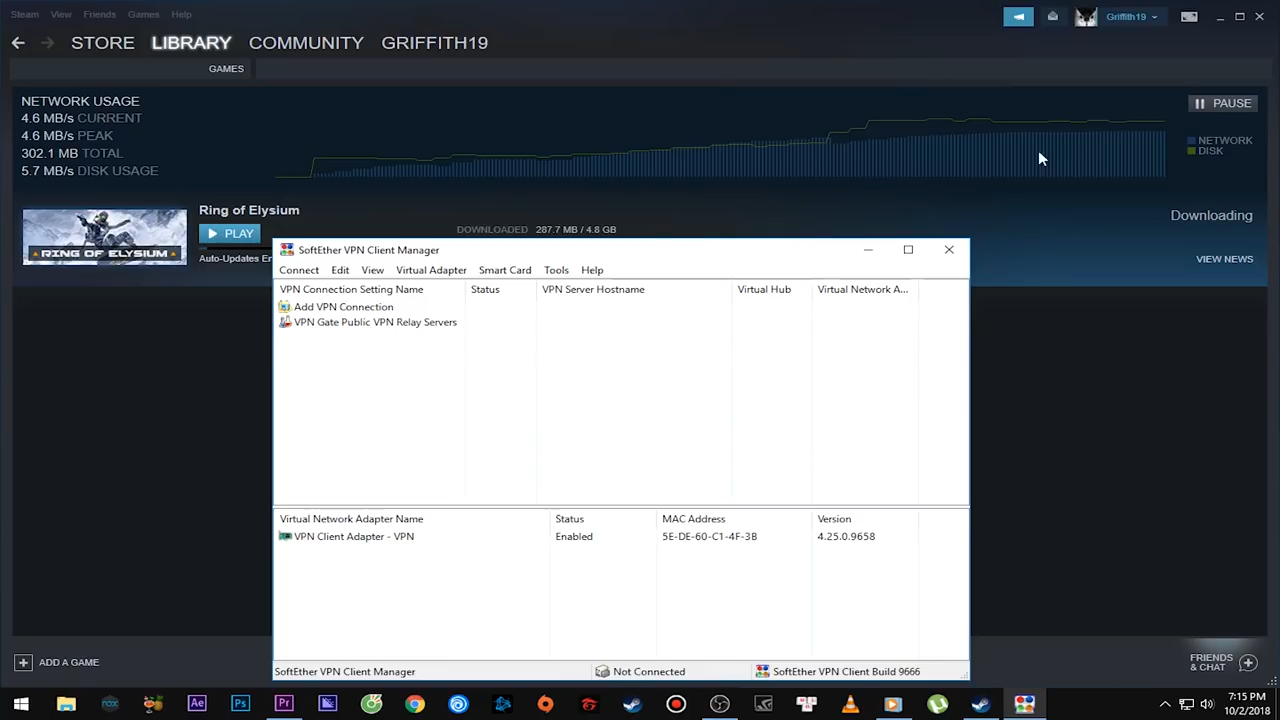 Steam View Friends Games Help
Griffith19
STORE LIBRARY COMMUNITY GRIFFITH19
GAMES
NETWORK USAGE
4.6 MB/s CURRENT
4.6 MB/s PEAK
302.1 MB TOTAL
5.7 MB/s DISK USAGE
PAUSE
NETWORK
DISK
Ring of Elysium
RING OF ELYSIUM
PLAY
DOWNLOADED 287.7 MB / 4.8 GB
Downloading
Auto-Updates En
VIEW NEWS
SoftEther VPN Client Manager
Connect Edit View Virtual Adapter Smart Card Tools Help
VPN Connection Setting Name Status VPN Server Hostname Virtual Hub Virtual Network A...
Add VPN Connection
VPN Gate Public VPN Relay Servers
Virtual Network Adapter Name Status MAC Address Version
VPN Client Adapter - VPN Enabled 5E-DE-60-C1-4F-3B 4.25.0.9658
SoftEther VPN Client Manager Not Connected SoftEther VPN Client Build 9666
ADD A GAME
FRIENDS
& CHAT
Ae Ps Pr
7:15 PM
10/2/2018